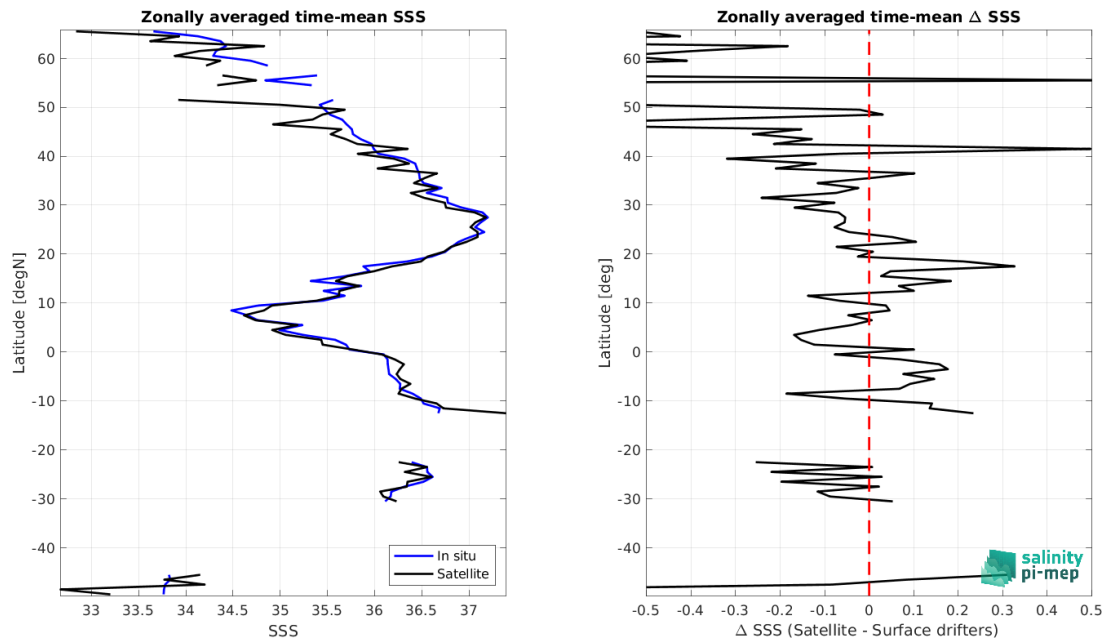 Zonally averaged time-mean SSS
60
50
40
30
20
10
0
-10
-20
-30
-40
Latitude [degN]
33 33.5 34 34.5 35 35.5 36 36.5 37
SSS
In situ
Satellite
Zonally averaged time-mean Δ SSS
60
50
40
30
20
10
0
-10
-20
-30
-40
Latitude [deg]
-0.5 -0.4 -0.3 -0.2 -0.1 0 0.1 0.2 0.3 0.4 0.5
Δ SSS (Satellite - Surface drifters)
salinity
pi-mep